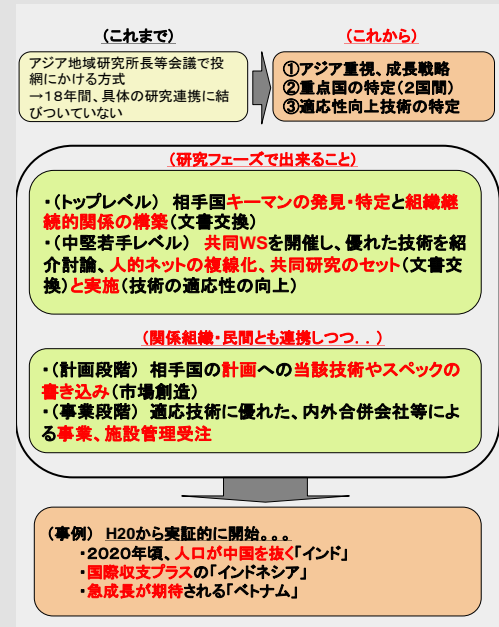 (これまで)
(これから)
アジア地域研究所長等会議で投
網にかける方式
→18年間、具体の研究連携に結
びついていない
①アジア重視、成長戦略
②重点国の特定(2国間)
③適応性向上技術の特定
(研究フェーズで出来ること)
・(トップレベル) 相手国キーマンの発見・特定と組織継
続的関係の構築(文書交換)
・(中堅若手レベル) 共同WSを開催し、優れた技術を紹
介討論、人的ネットの複線化、共同研究のセット(文書交
換)と実施(技術の適応性の向上)
(関係組織・民間とも連携しつつ. . )
・(計画段階) 相手国の計画への当該技術やスペックの
書き込み(市場創造)
・(事業段階) 適応技術に優れた、内外合併会社等によ
る事業、施設管理受注
(事例) H20から実証的に開始。。。
・2020年頃、人口が中国を抜く「インド」
・国際収支プラスの「インドネシア」
・急成長が期待される「ベトナム」